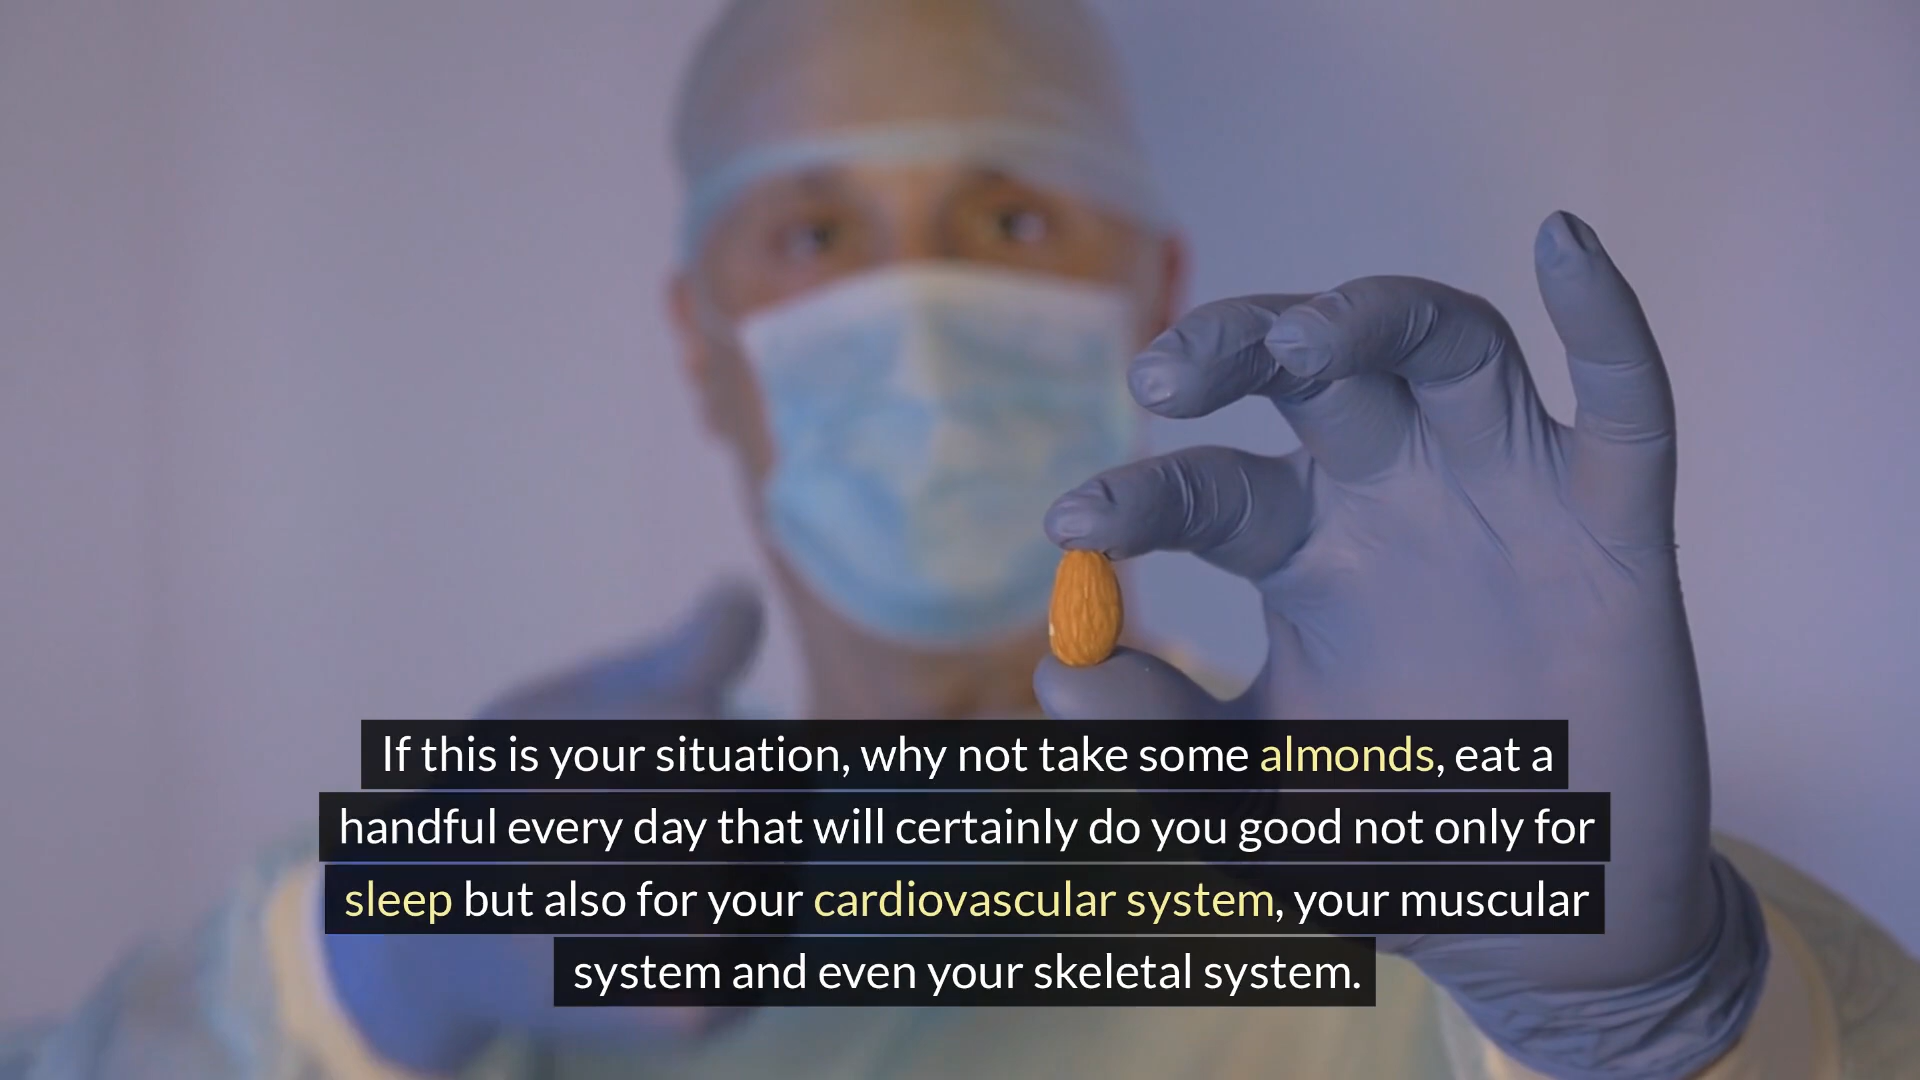 If this is your situation, why not take some almonds, eat a
handful every day that will certainly do you good not only for
sleep but also for your cardiovascular system, your muscular
system and even your skeletal system.